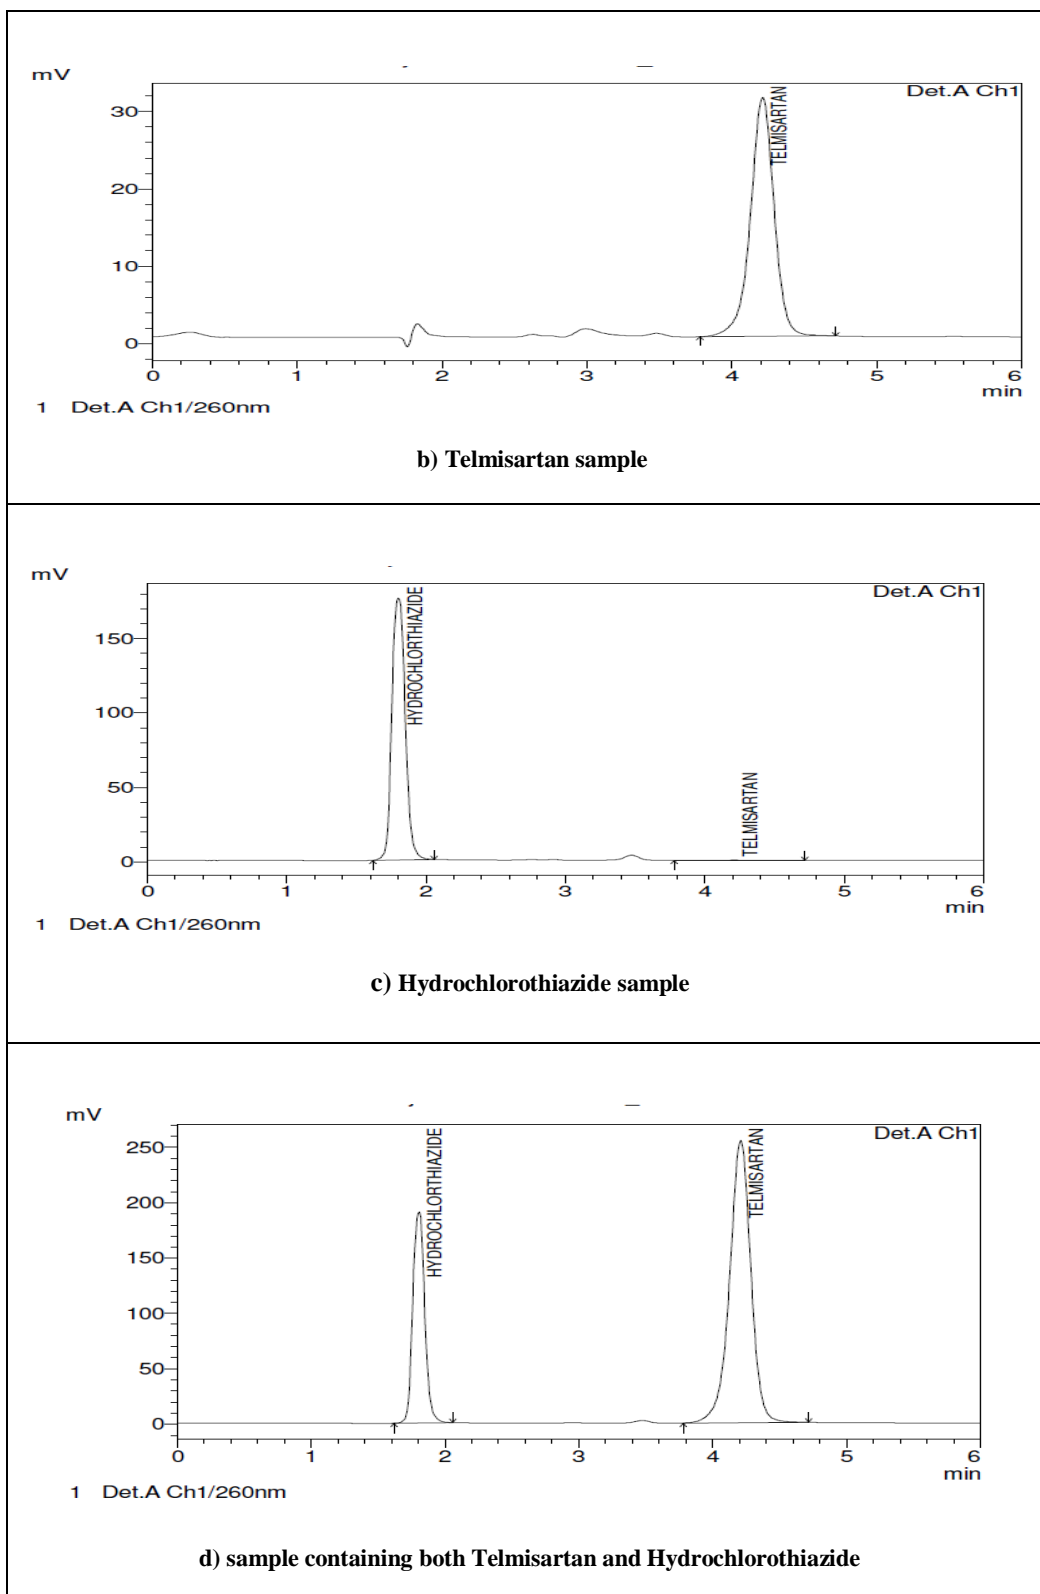 mV
Det.A Ch1
TELMISARTAN
30
20
10
0
0 1 2 3 4 5 6
min
1 Det.A Ch1/260nm
b) Telmisartan sample
mV
Det.A Ch1
HYDROCHLORTHIAZIDE
TELMISARTAN
150
100
50
0
0 1 2 3 4 5 6
min
1 Det.A Ch1/260nm
c) Hydrochlorothiazide sample
mV
Det.A Ch1
HYDROCHLORTHIAZIDE
TELMISARTAN
250
200
150
100
50
0
0 1 2 3 4 5 6
min
1 Det.A Ch1/260nm
d) sample containing both Telmisartan and Hydrochlorothiazide